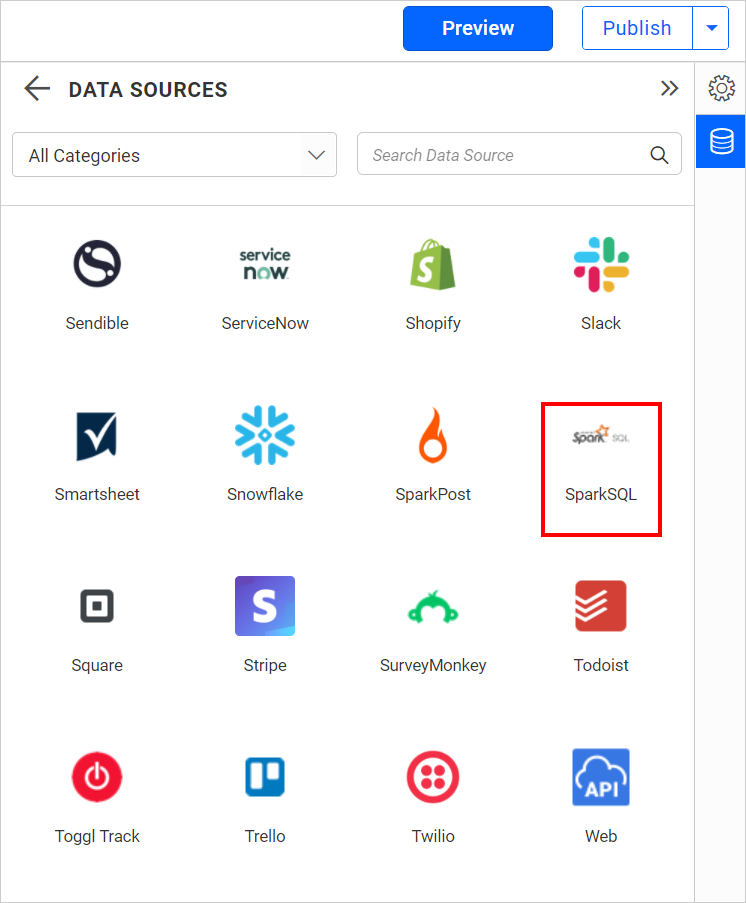 Preview
Publish
DATA SOURCES
All Categories
Search Data Source
service
now
Sendible
ServiceNow
Shopify
Slack
Spark SQL
Smartsheet
Snowflake
SparkPost
SparkSQL
Square
Stripe
SurveyMonkey
Todoist
API
Toggl Track
Trello
Twilio
Web